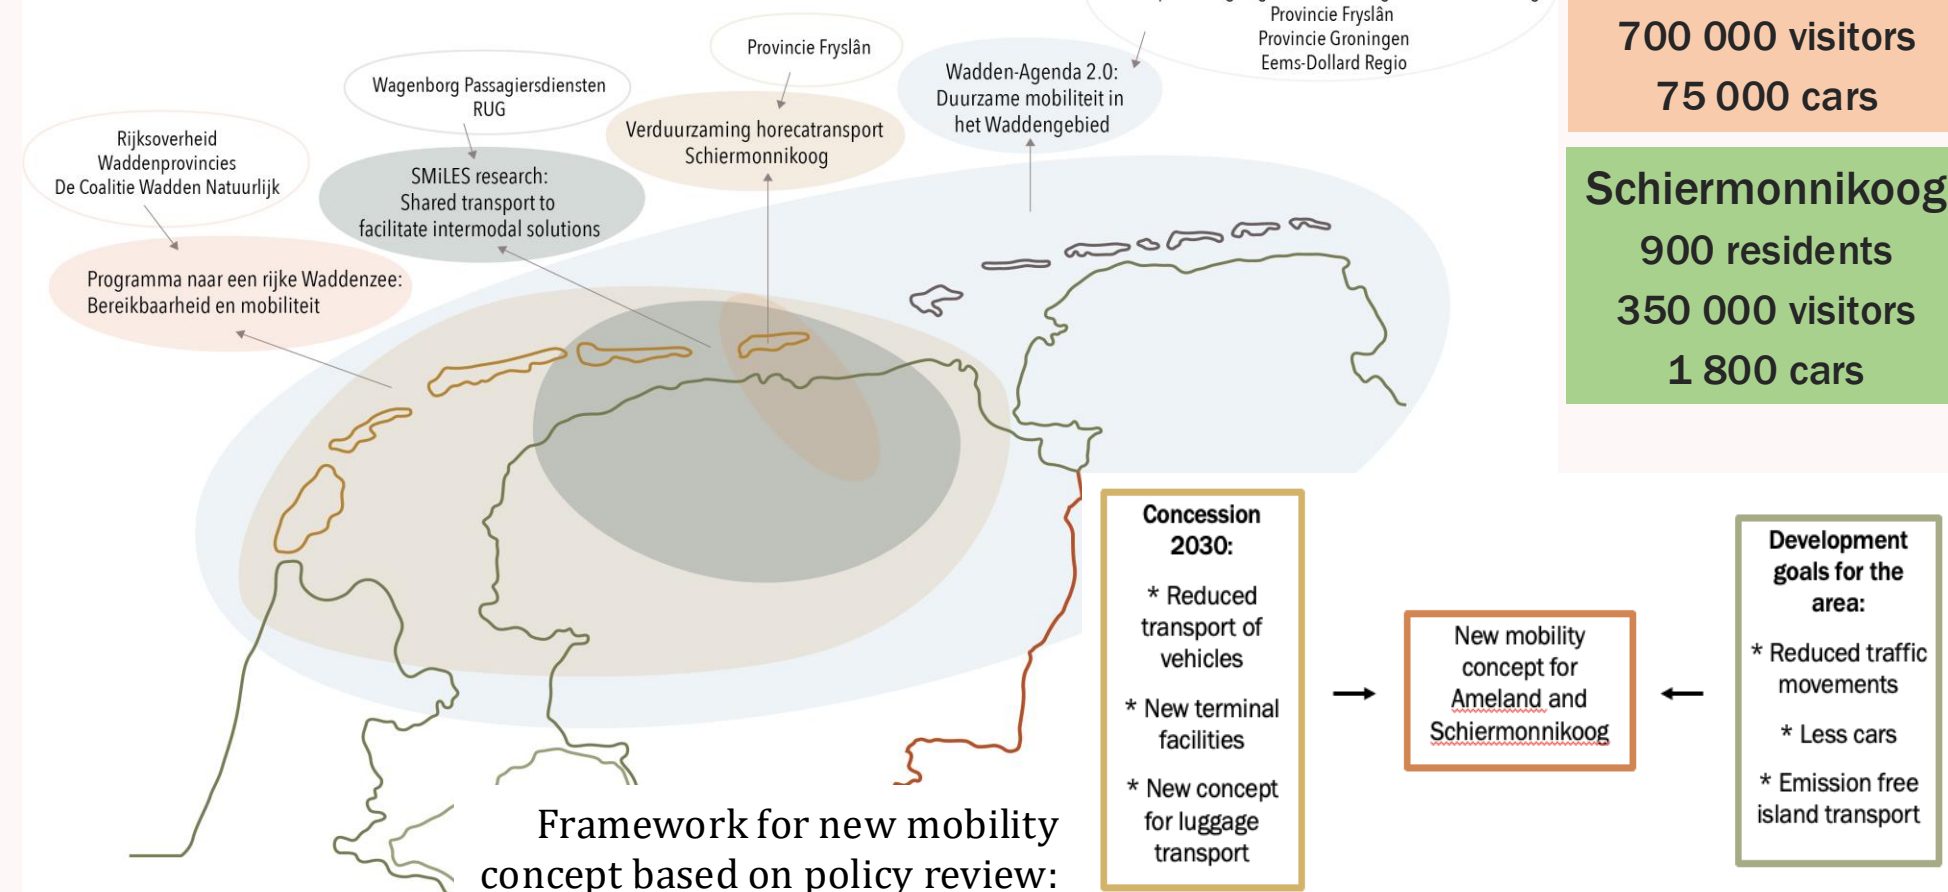 Provincie Fryslân
Provincie Groningen
Eems-Dollard Regio
Provincie Fryslân
Wadden-Agenda 2.0:
Duurzame mobiliteit in
het Waddengebied
Wagenborg Passagiersdiensten
RUG
Verduurzaming horecatransport
Schiermonnikoog
Rijksoverheid
Waddenprovincies
De Coalitie Wadden Natuurlijk
SMiLES research:
Shared transport to
facilitate intermodal solutions
Programma naar een rijke Waddenzee:
Bereikbaarheid en mobiliteit
700 000 visitors
75 000 cars
Schiermonnikoog
900 residents
350 000 visitors
1 800 cars
Framework for new mobility
concept based on policy review:
Concession
2030:
* Reduced
transport of
vehicles
* New terminal
facilities
* New concept
for luggage
transport
New mobility
concept for
Ameland and
Schiermonnikoog
Development
goals for the
area:
* Reduced traffic
movements
* Less cars
* Emission free
island transport